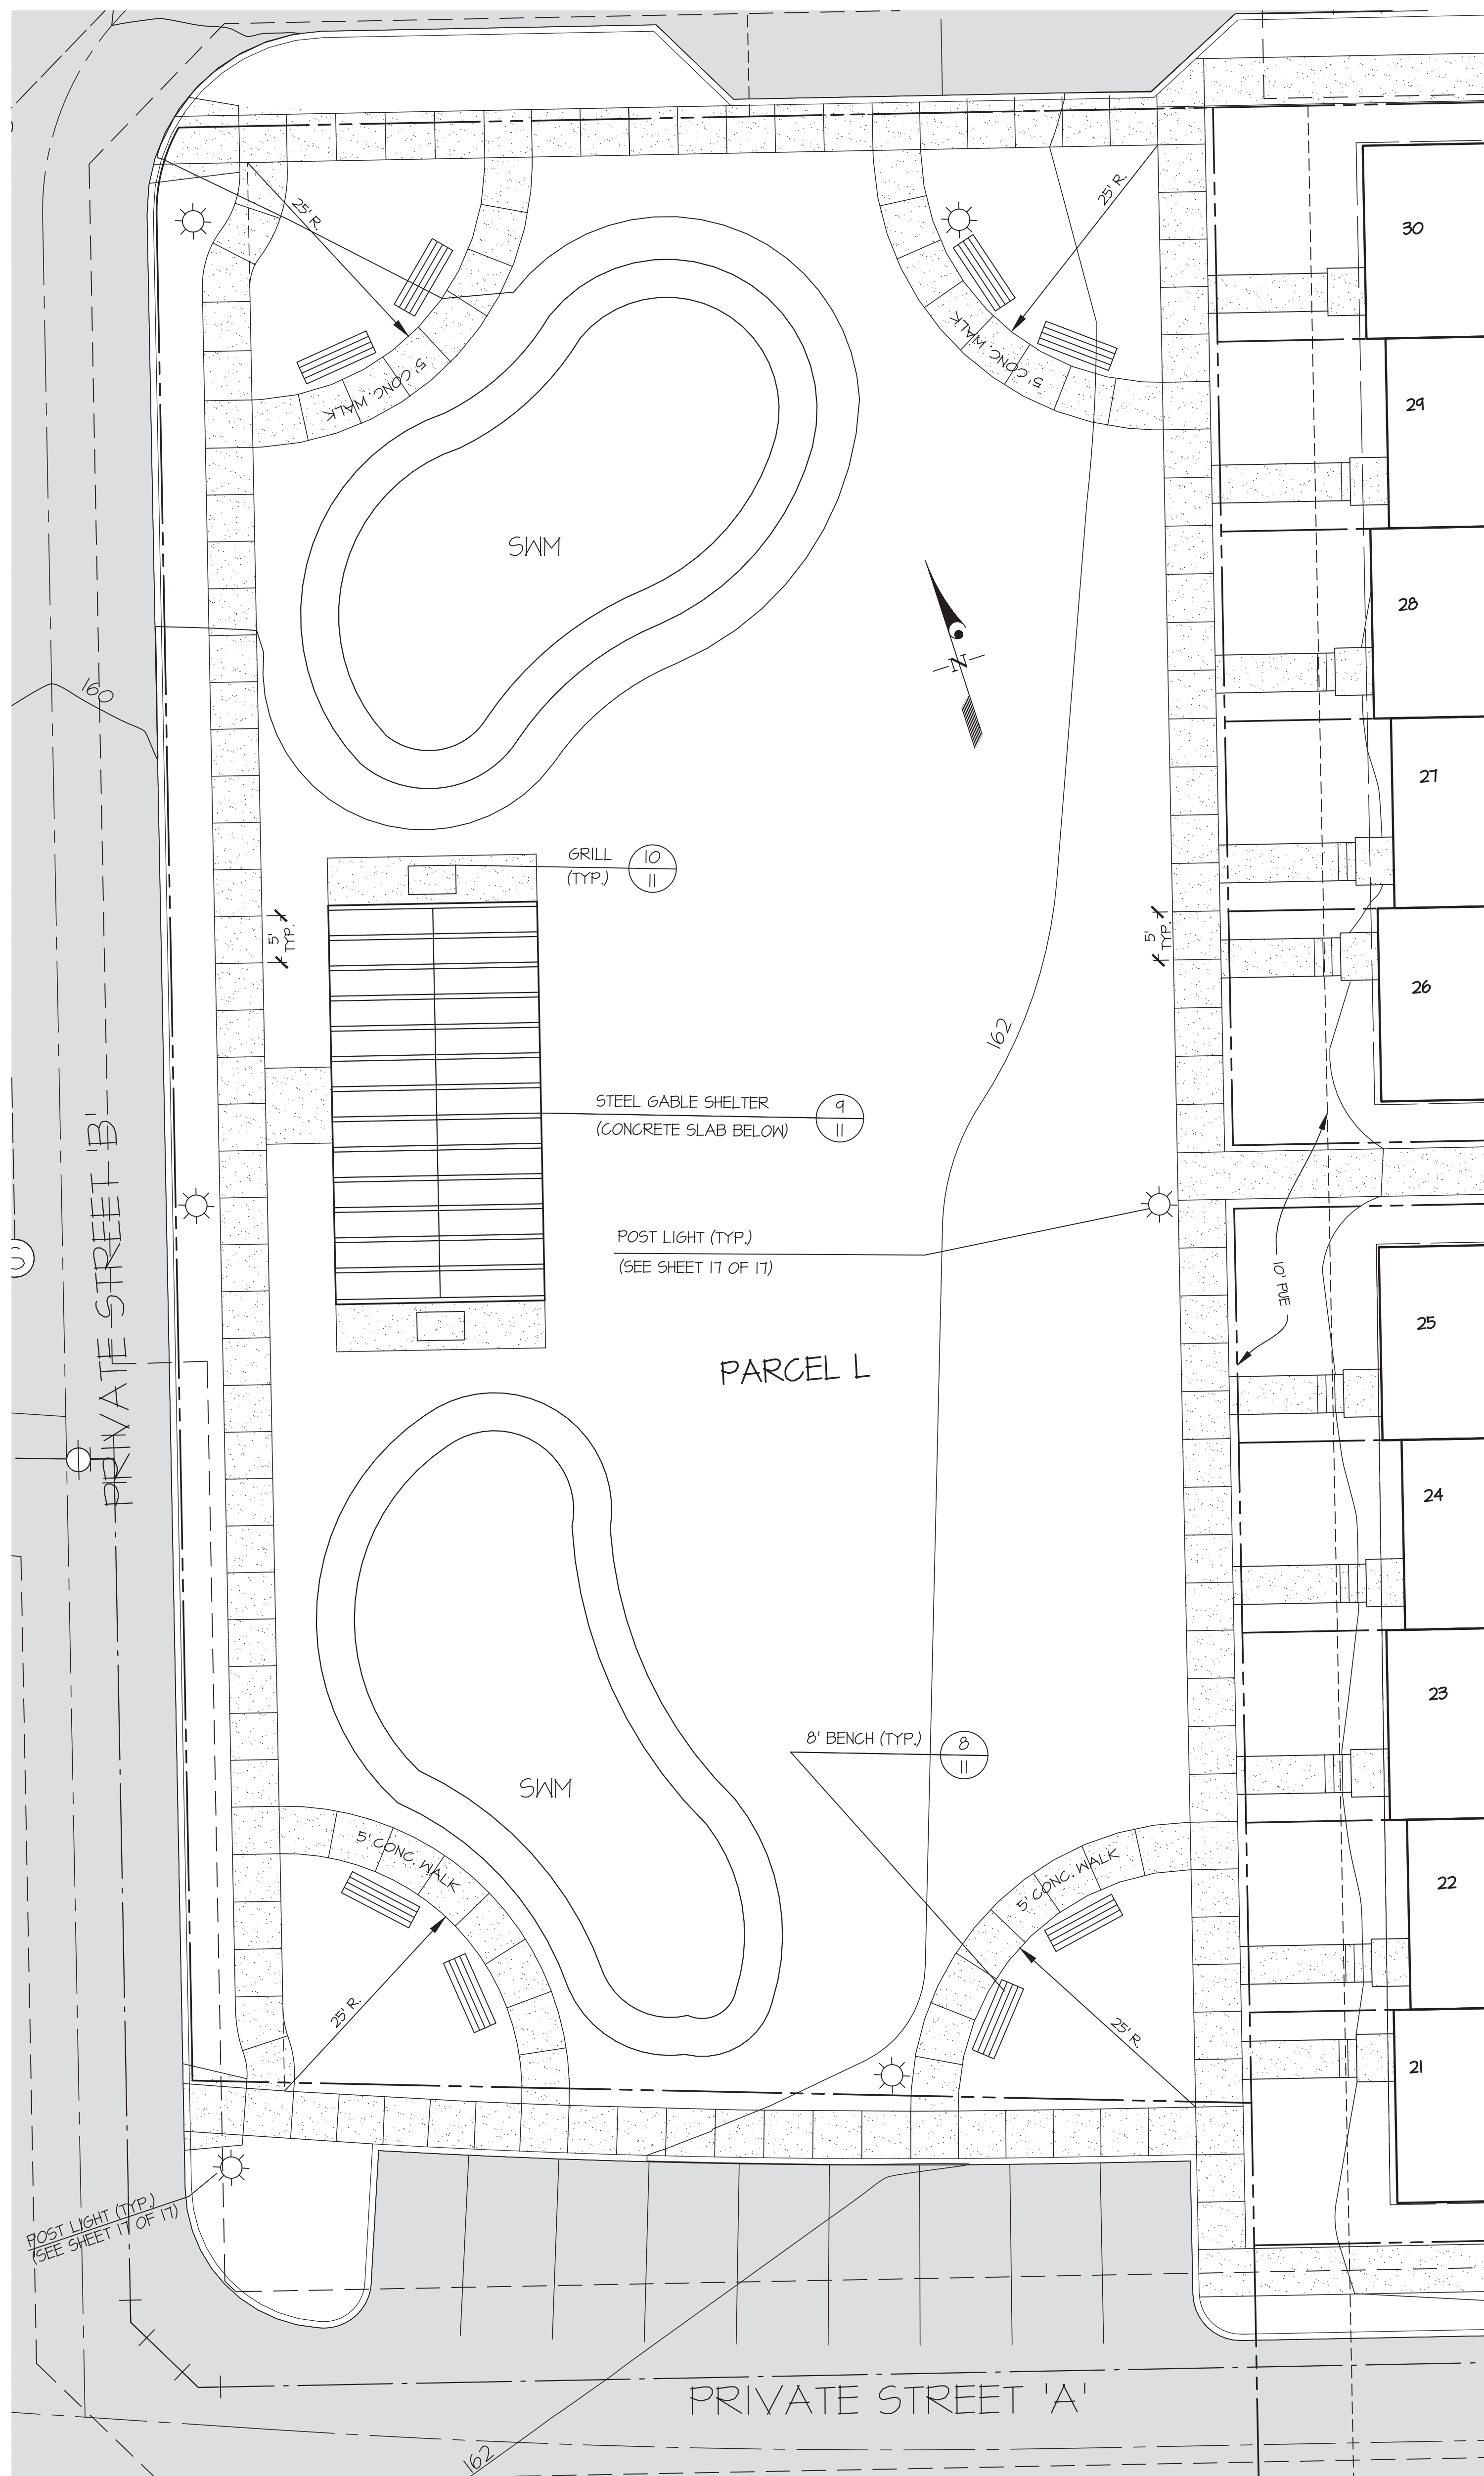 25' R.
25' R.
30
5' CONC. WALK
5' CONC. WALK
29
SWM
28
N
160
27
GRILL
(TYP.)
10
11
5'
TYP.
5'
TYP.
26
162
STEEL GABLE SHELTER
(CONCRETE SLAB BELOW)
9
11
PRIVATE STREET 'B'
POST LIGHT (TYP.)
(SEE SHEET 17 OF 17)
10' PUE
25
PARCEL L
24
23
8' BENCH (TYP.)
8
11
SWM
5' CONC. WALK
5' CONC. WALK
22
25' R.
25' R.
21
POST LIGHT (TYP.)
(SEE SHEET 17 OF 17)
PRIVATE STREET 'A'
162